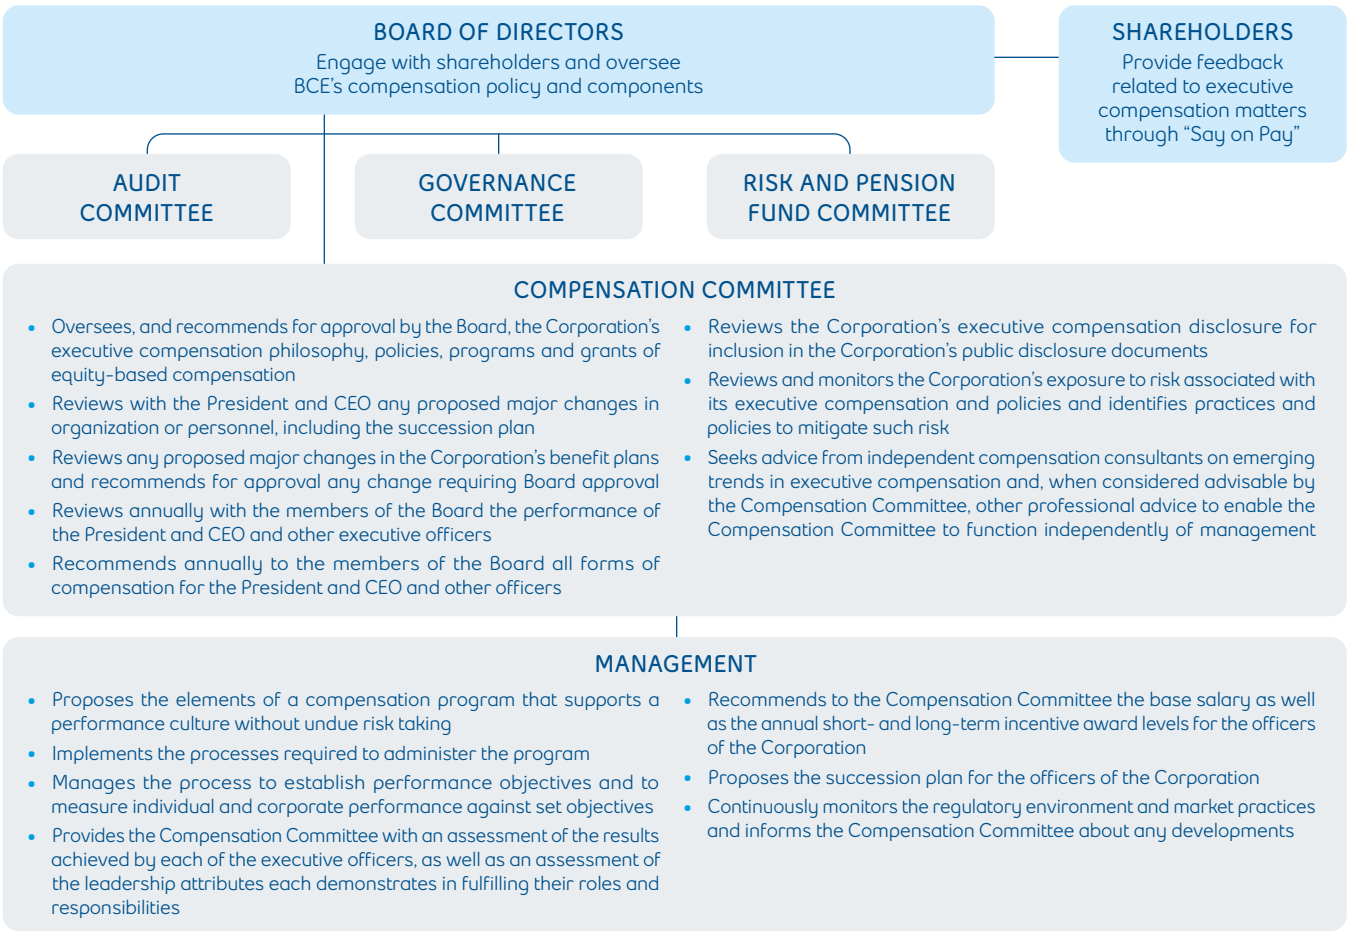 BOARD OF DIRECTORS
Engage with shareholders and oversee
BCE's compensation policy and components
SHAREHOLDERS
Provide feedback
related to executive
compensation matters
through “Say on Pay”
AUDIT
COMMITTEE
GOVERNANCE
COMMITTEE
RISK AND PENSION
FUND COMMITTEE
COMPENSATION COMMITTEE
• Oversees, and recommends for approval by the Board, the Corporation's
executive compensation philosophy, policies, programs and grants of
equity-based compensation
• Reviews with the President and CEO any proposed major changes in
organization or personnel, including the succession plan
• Reviews any proposed major changes in the Corporation's benefit plans
and recommends for approval any change requiring Board approval
• Reviews annually with the members of the Board the performance of
the President and CEO and other executive officers
• Recommends annually to the members of the Board all forms of
compensation for the President and CEO and other officers
• Reviews the Corporation's executive compensation disclosure for
inclusion in the Corporation's public disclosure documents
• Reviews and monitors the Corporation's exposure to risk associated with
its executive compensation and policies and identifies practices and
policies to mitigate such risk
• Seeks advice from independent compensation consultants on emerging
trends in executive compensation and, when considered advisable by
the Compensation Committee, other professional advice to enable the
Compensation Committee to function independently of management
MANAGEMENT
• Proposes the elements of a compensation program that supports a
performance culture without undue risk taking
• Implements the processes required to administer the program
• Manages the process to establish performance objectives and to
measure individual and corporate performance against set objectives
• Provides the Compensation Committee with an assessment of the results
achieved by each of the executive officers, as well as an assessment of
the leadership attributes each demonstrates in fulfilling their roles and
responsibilities
• Recommends to the Compensation Committee the base salary as well
as the annual short- and long-term incentive award levels for the officers
of the Corporation
• Proposes the succession plan for the officers of the Corporation
• Continuously monitors the regulatory environment and market practices
and informs the Compensation Committee about any developments